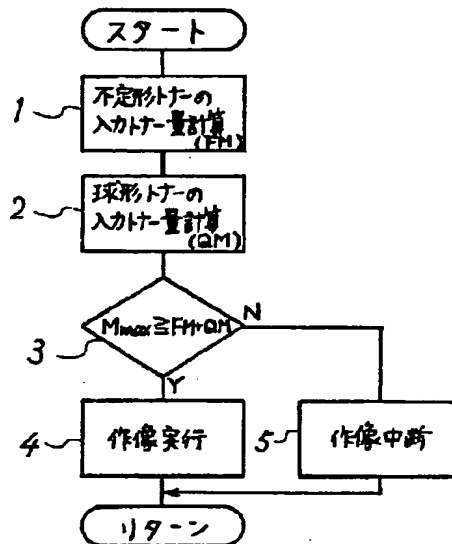 スタート
1
不定形トナーの
入力トナー量計算
(FM)
2
球形トナーの
入力トナー量計算
(QM)
3
Mmax≧FM+QM
N
Y
4
作像実行
5
作像中断
リターン